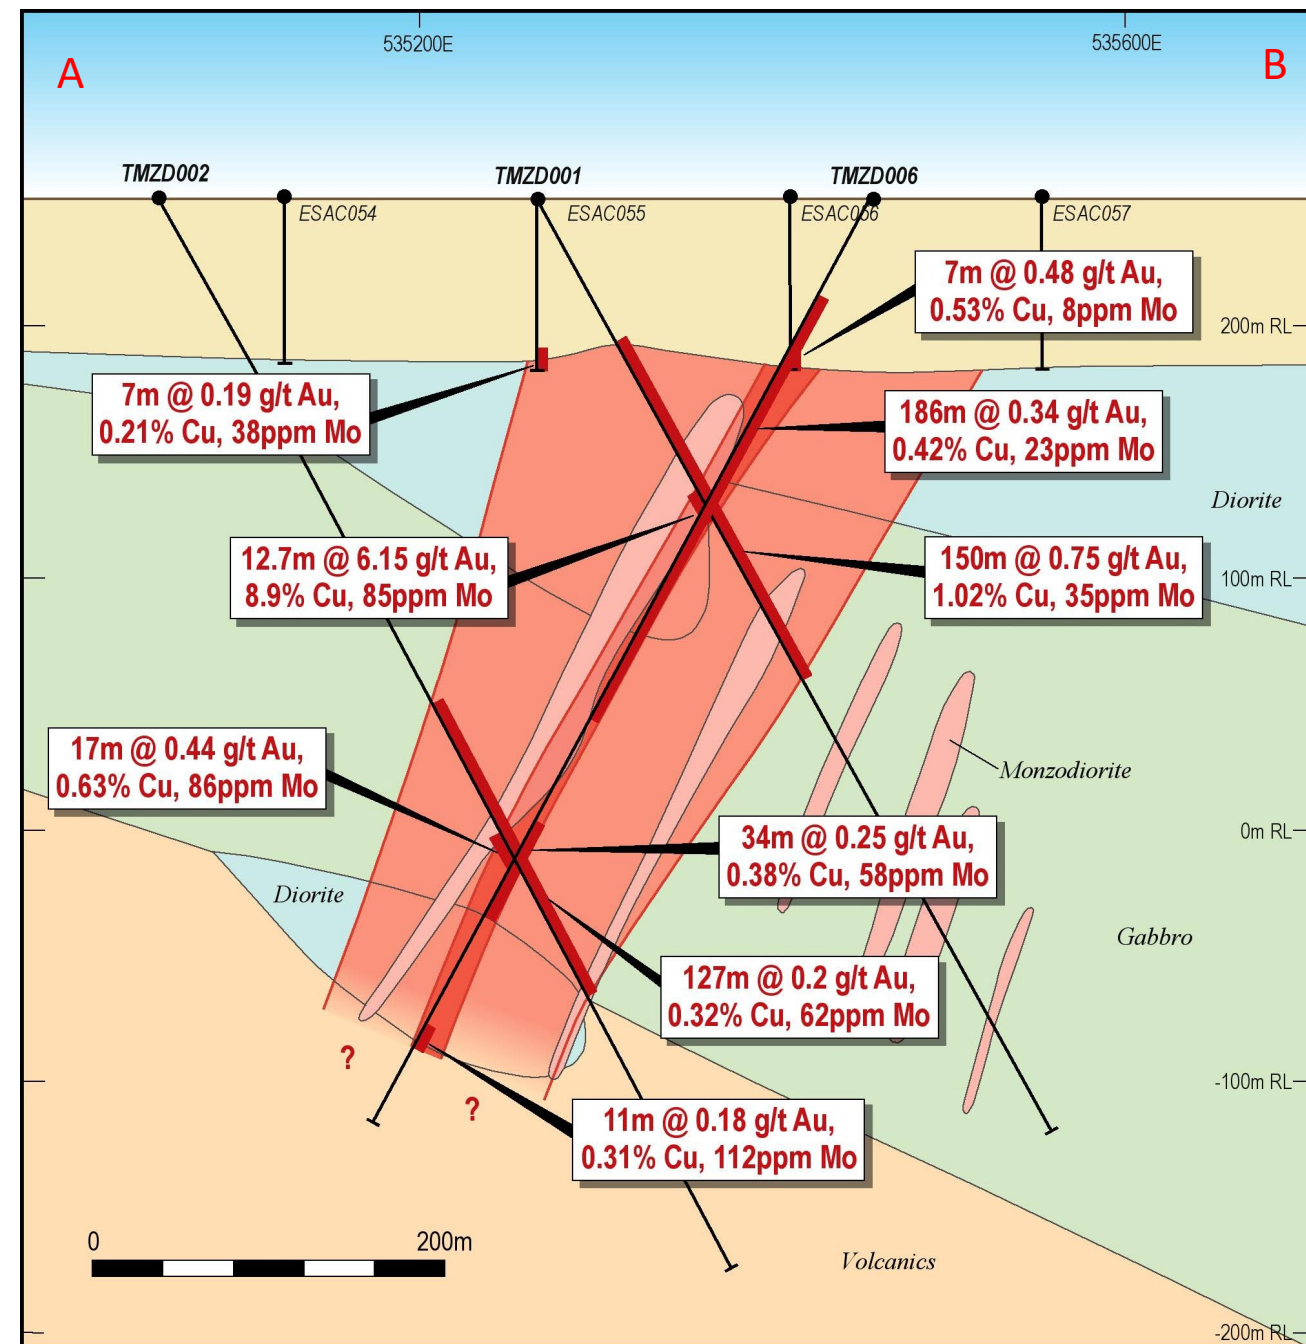 535200E
535600E
A
B
TMZD002
TMZD001
TMZD006
ESAC054
ESAC055
ESAC056
ESAC057
7m @ 0.48 g/t Au,
0.53% Cu, 8ppm Mo
200m RL
7m @ 0.19 g/t Au,
0.21% Cu, 38ppm Mo
186m @ 0.34 g/t Au,
0.42% Cu, 23ppm Mo
Diorite
12.7m @ 6.15 g/t Au,
8.9% Cu, 85ppm Mo
150m @ 0.75 g/t Au,
1.02% Cu, 35ppm Mo
100m RL
17m @ 0.44 g/t Au,
0.63% Cu, 86ppm Mo
Monzodiorite
34m @ 0.25 g/t Au,
0.38% Cu, 58ppm Mo
0m RL
Diorite
Gabbro
127m @ 0.2 g/t Au,
0.32% Cu, 62ppm Mo
?
?
-100m RL
11m @ 0.18 g/t Au,
0.31% Cu, 112ppm Mo
0
200m
Volcanics
-200m RL